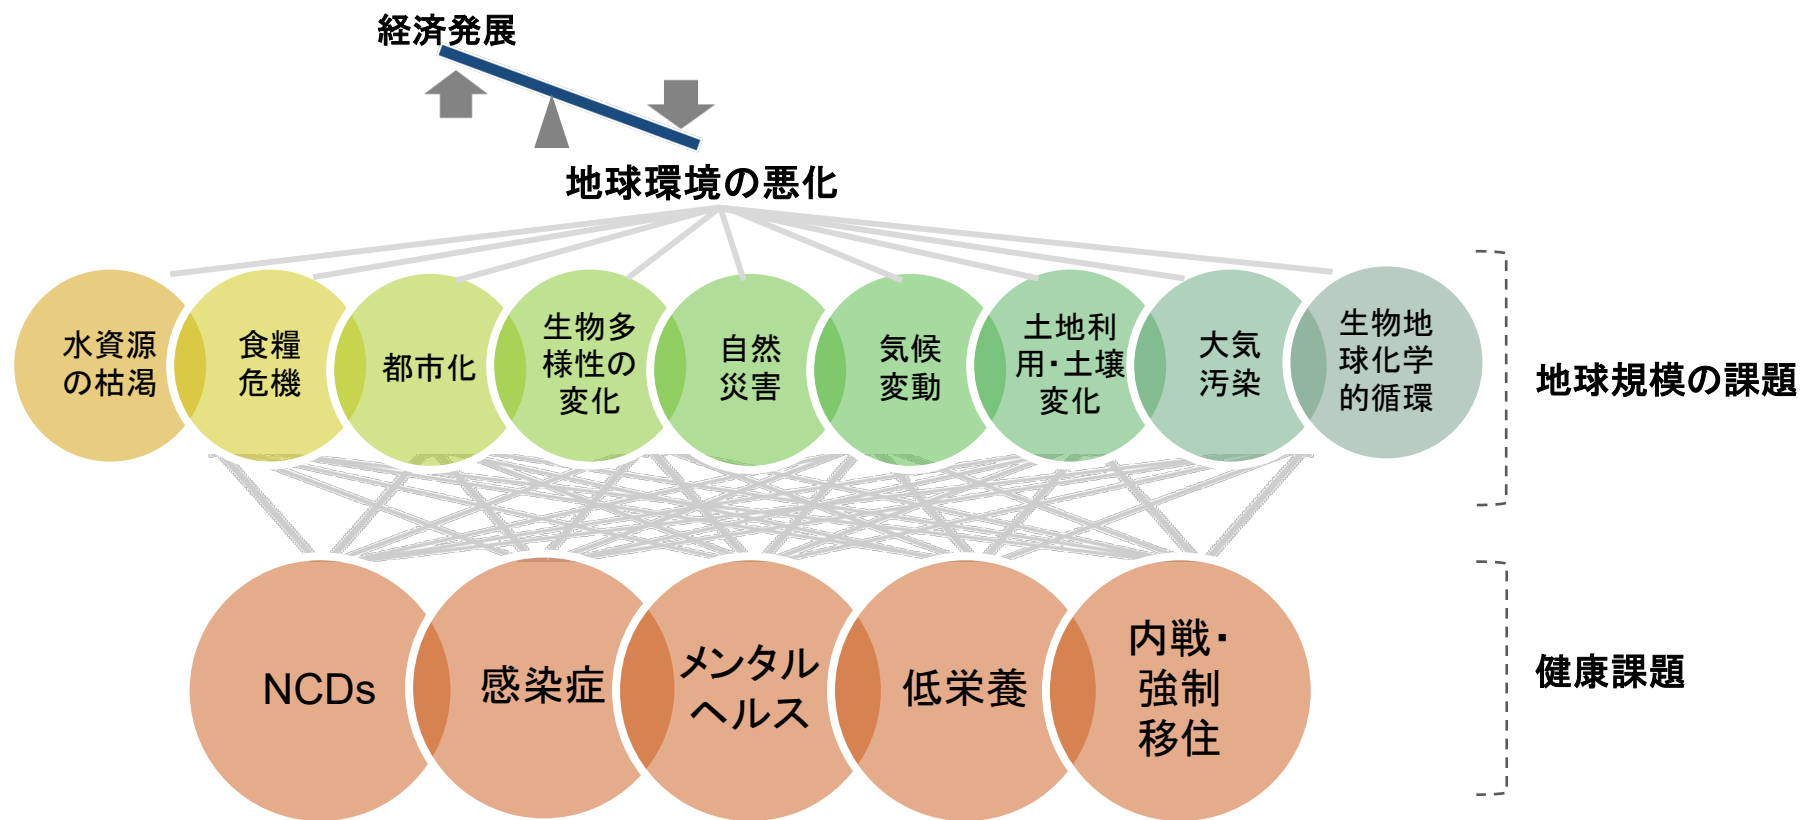 経済発展
地球環境の悪化
水資源
の枯渇
食糧
危機
都市化
生物多
様性の
変化
自然
災害
気候
変動
土地利
用・土壌
変化
大気
汚染
生物地
球化学
的循環
地球規模の課題
NCDs
感染症
メンタル
ヘルス
低栄養
内戦・
強制
移住
健康課題